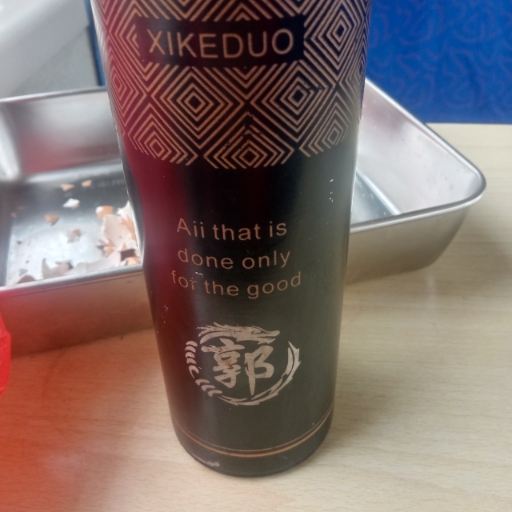 XIKEDUO
Aii that is
done only
for the good
郭